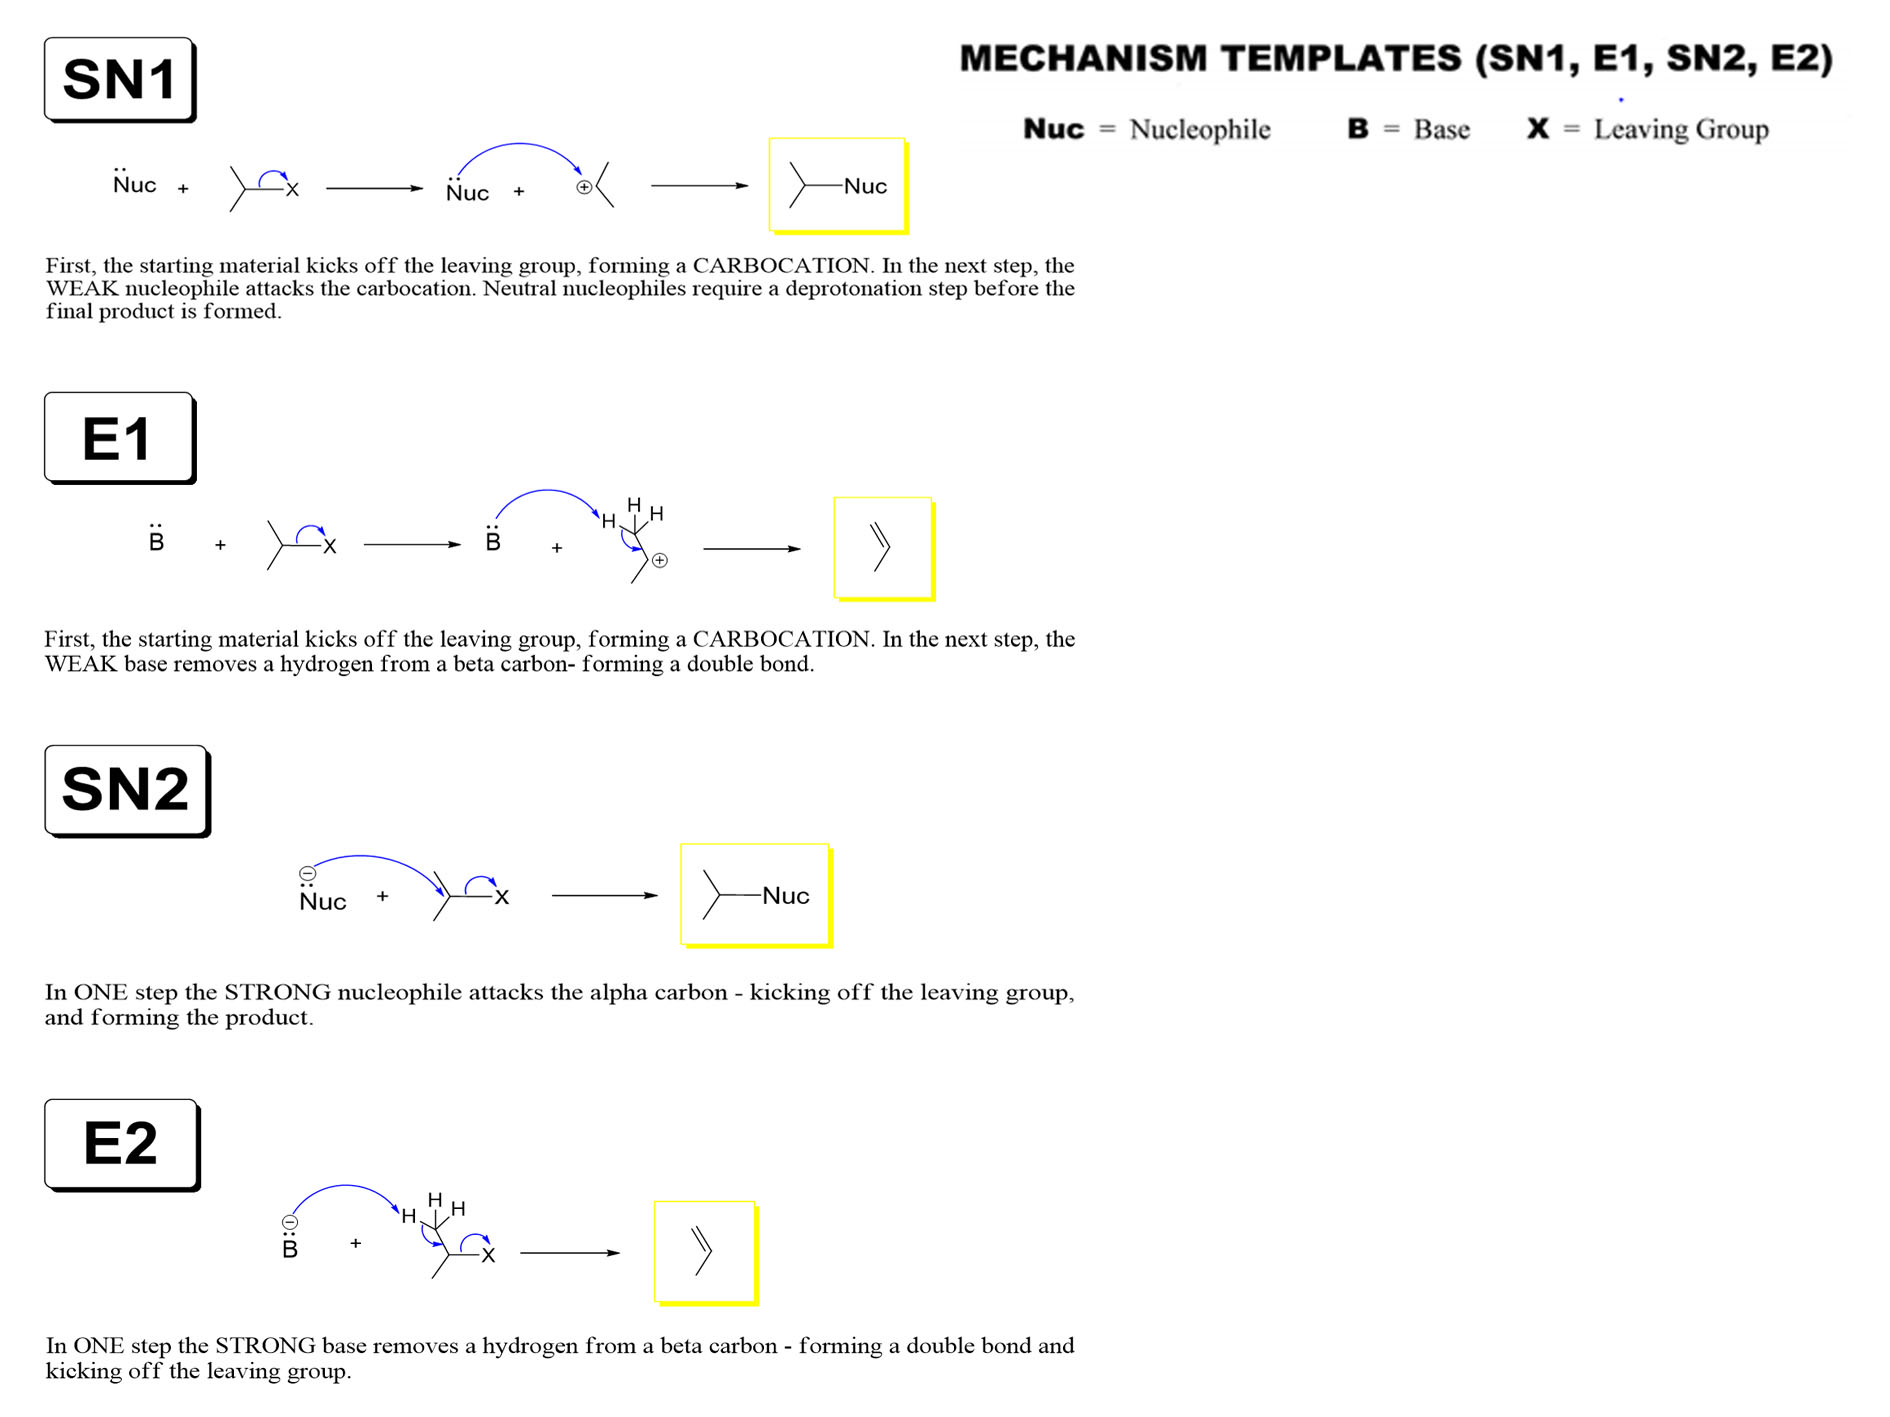 MECHANISM TEMPLATES (SN1, E1, SN2, E2)
Nuc = Nucleophile B = Base X = Leaving Group
SN1
Nuc + X Nuc + + Nuc
First, the starting material kicks off the leaving group, forming a CARBOCATION. In the next step, the
WEAK nucleophile attacks the carbocation. Neutral nucleophiles require a deprotonation step before the
final product is formed.
E1
H
H H
B + X B + +
First, the starting material kicks off the leaving group, forming a CARBOCATION. In the next step, the
WEAK base removes a hydrogen from a beta carbon- forming a double bond.
SN2
−
Nuc + X Nuc
In ONE step the STRONG nucleophile attacks the alpha carbon - kicking off the leaving group,
and forming the product.
E2
H
H H
−
B + X
In ONE step the STRONG base removes a hydrogen from a beta carbon - forming a double bond and
kicking off the leaving group.